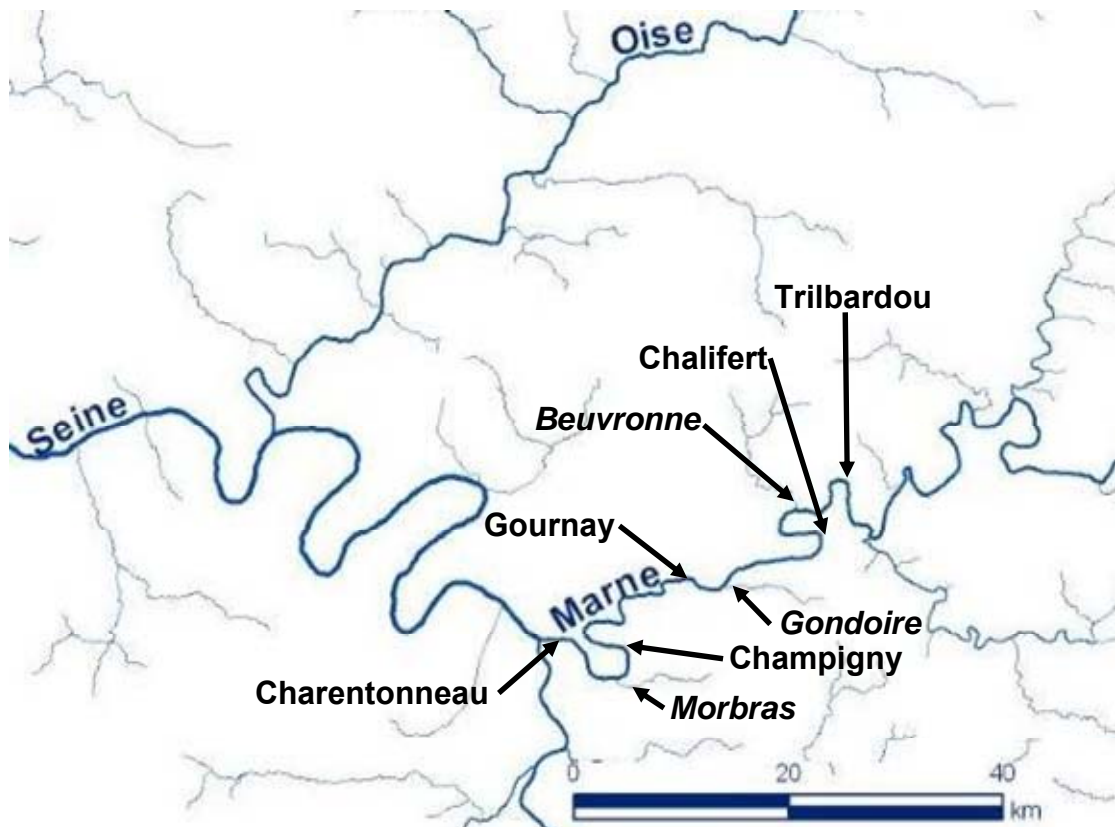 Oise
Trilbardou
Chalifert
Seine
Beuvronne
Gournay
Marne
Gondoire
Champigny
Charentonneau
Morbras
0 20 40
km